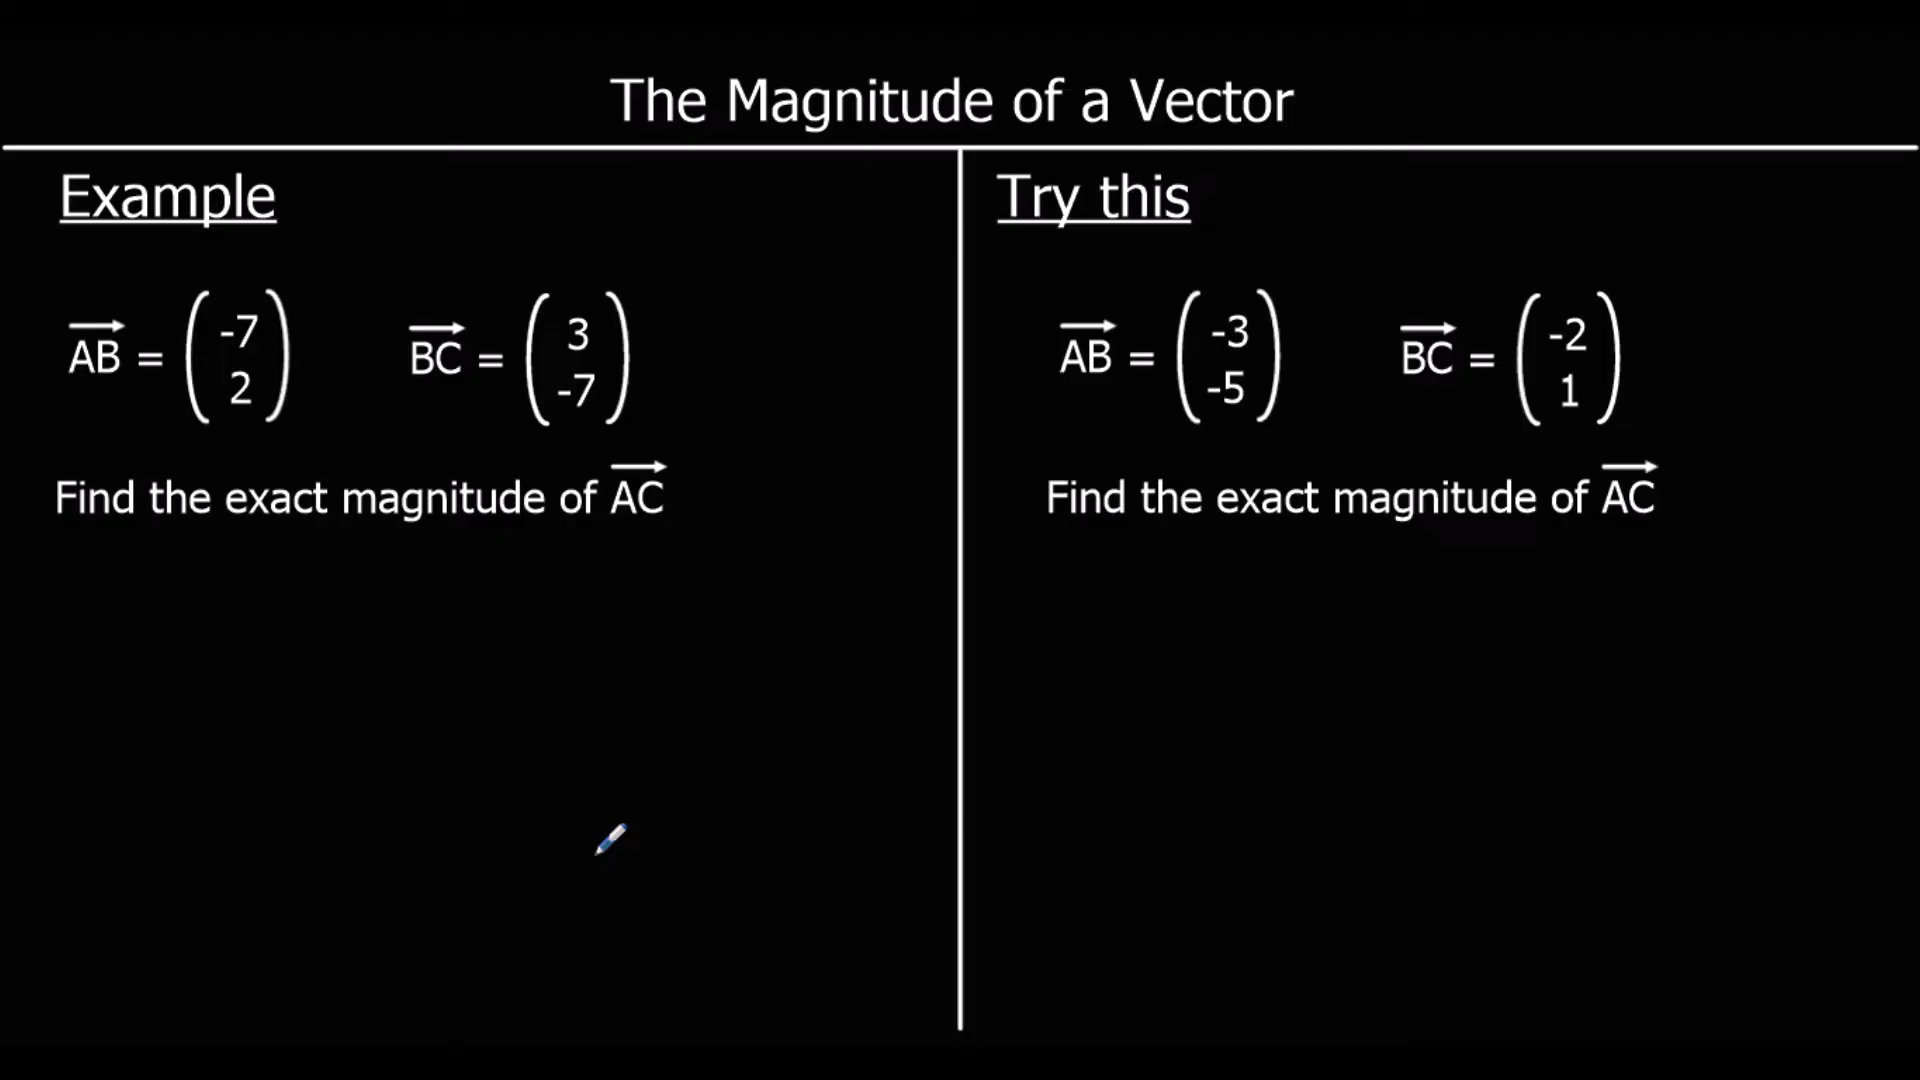 The Magnitude of a Vector
Example
AB = ( -7 2 ) BC = ( 3 -7 )
Find the exact magnitude of AC
Try this
AB = ( -3 -5 ) BC = ( -2 1 )
Find the exact magnitude of AC